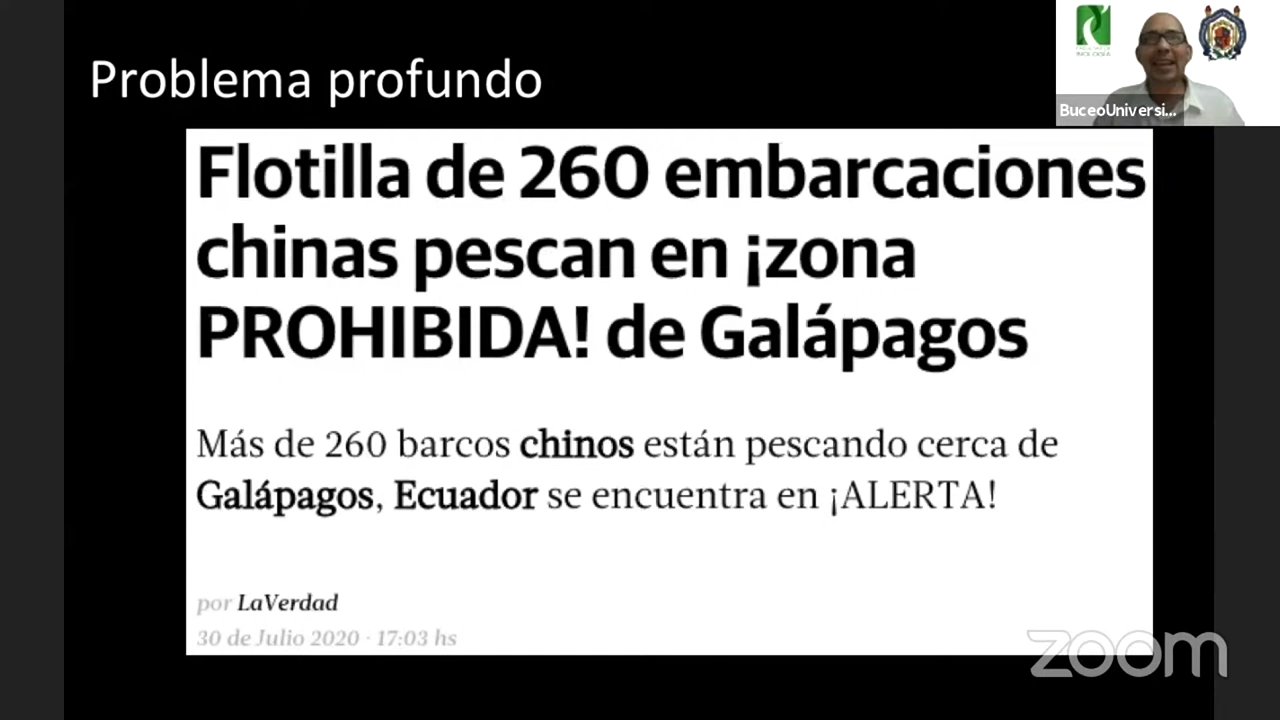 Problema profundo
BuceoUniversi...
Flotilla de 260 embarcaciones
chinas pescan en ¡zona
PROHIBIDA! de Galápagos
Más de 260 barcos chinos están pescando cerca de
Galápagos, Ecuador se encuentra en ¡ALERTA!
por LaVerdad
30 de Julio 2020 · 17:03 hs
zoom